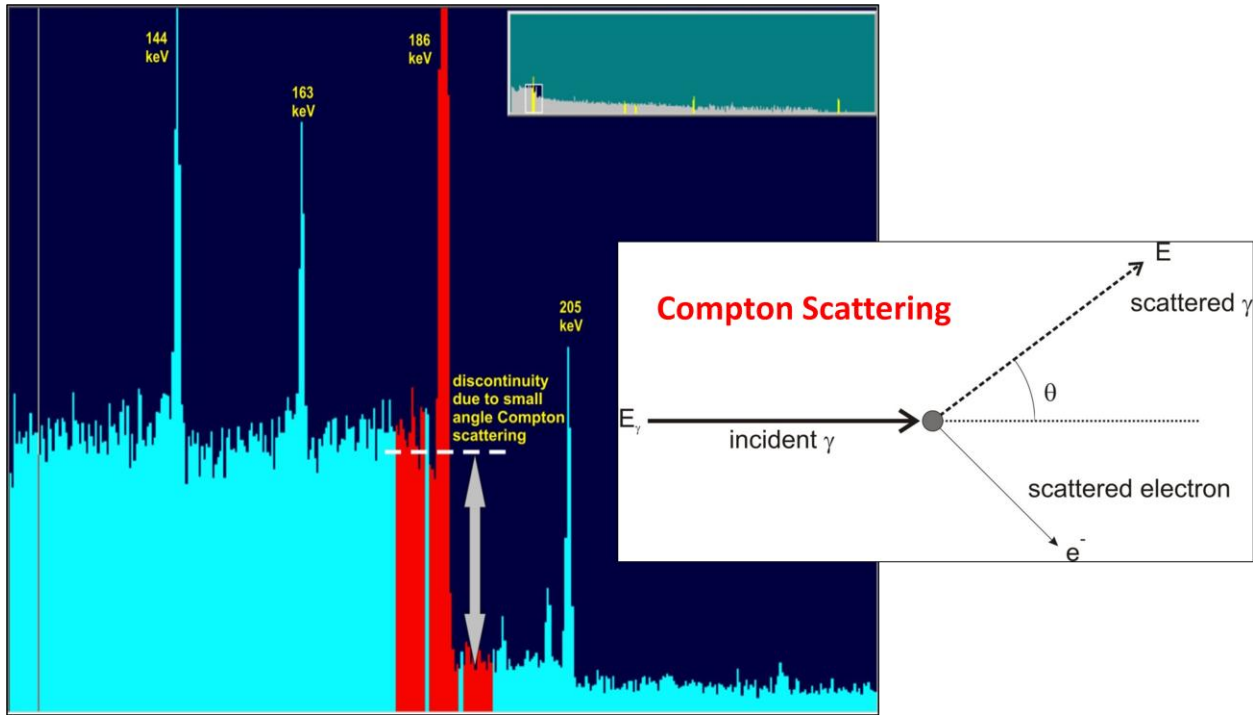 144
keV
163
keV
186
keV
205
keV
discontinuity
due to small
angle Compton
scattering
Compton Scattering
E
scattered γ
θ
Eγ
incident γ
scattered electron
e-